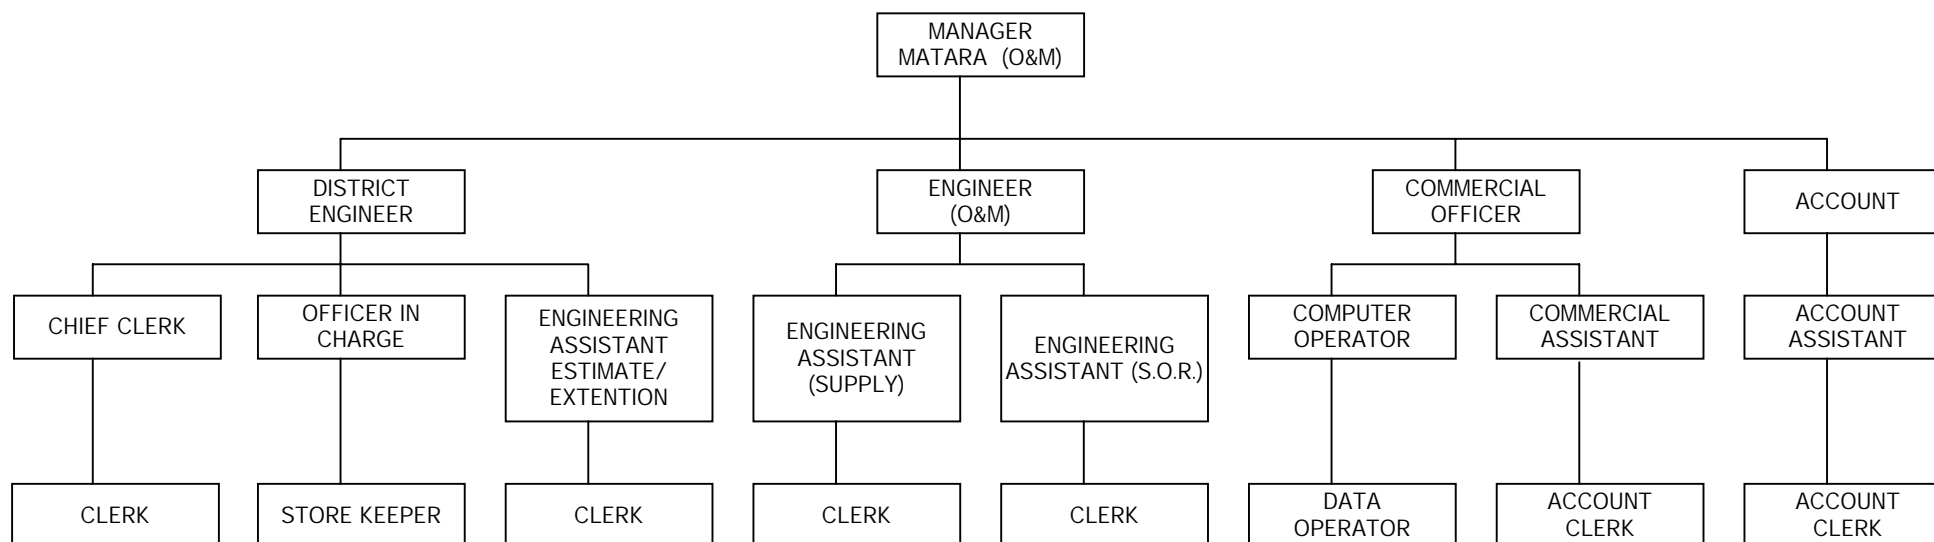 MANAGER
MATARA (O&M)
DISTRICT
ENGINEER
ENGINEER
(O&M)
COMMERCIAL
OFFICER
ACCOUNT
CHIEF CLERK
OFFICER IN
CHARGE
ENGINEERING
ASSISTANT
ESTIMATE/
EXTENTION
ENGINEERING
ASSISTANT
(SUPPLY)
ENGINEERING
ASSISTANT (S.O.R.)
COMPUTER
OPERATOR
COMMERCIAL
ASSISTANT
ACCOUNT
ASSISTANT
CLERK
STORE KEEPER
CLERK
CLERK
CLERK
DATA
OPERATOR
ACCOUNT
CLERK
ACCOUNT
CLERK